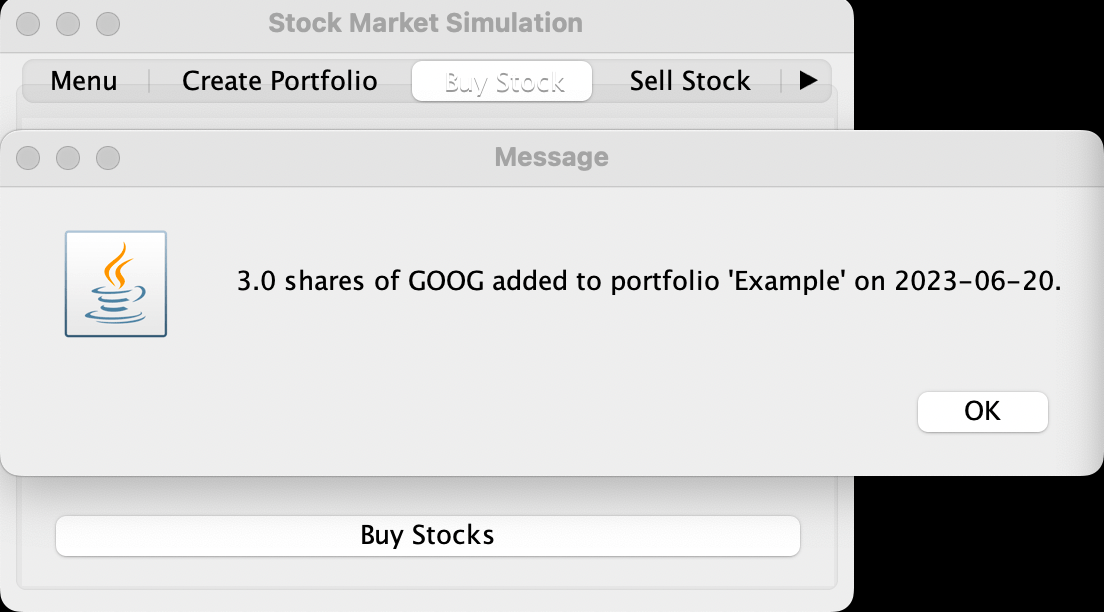 Stock Market Simulation
Menu Create Portfolio Buy Stock Sell Stock
Message
3.0 shares of GOOG added to portfolio 'Example' on 2023-06-20.
OK
Buy Stocks